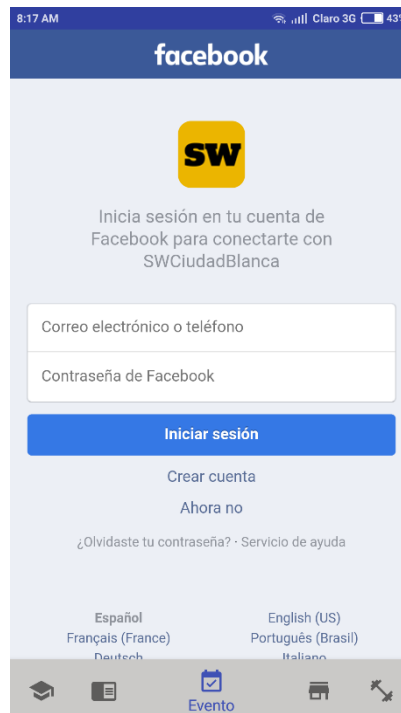 8:17 AM Claro 3G 43%
facebook
SW
Inicia sesión en tu cuenta de
Facebook para conectarte con
SWCiudadBlanca
Correo electrónico o teléfono
Contraseña de Facebook
Iniciar sesión
Crear cuenta
Ahora no
¿Olvidaste tu contraseña? · Servicio de ayuda
Español English (US)
Français (France) Português (Brasil)
Deutsch Italiano
Evento